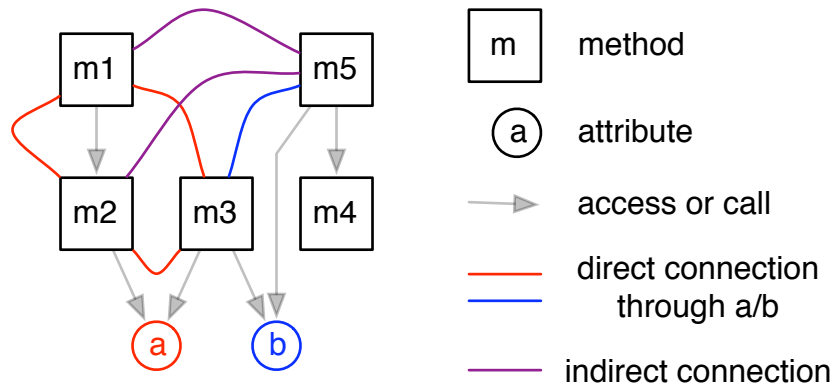 m1
m5
m2
m3
m4
a
b
m method
a attribute
access or call
direct connection
through a/b
indirect connection